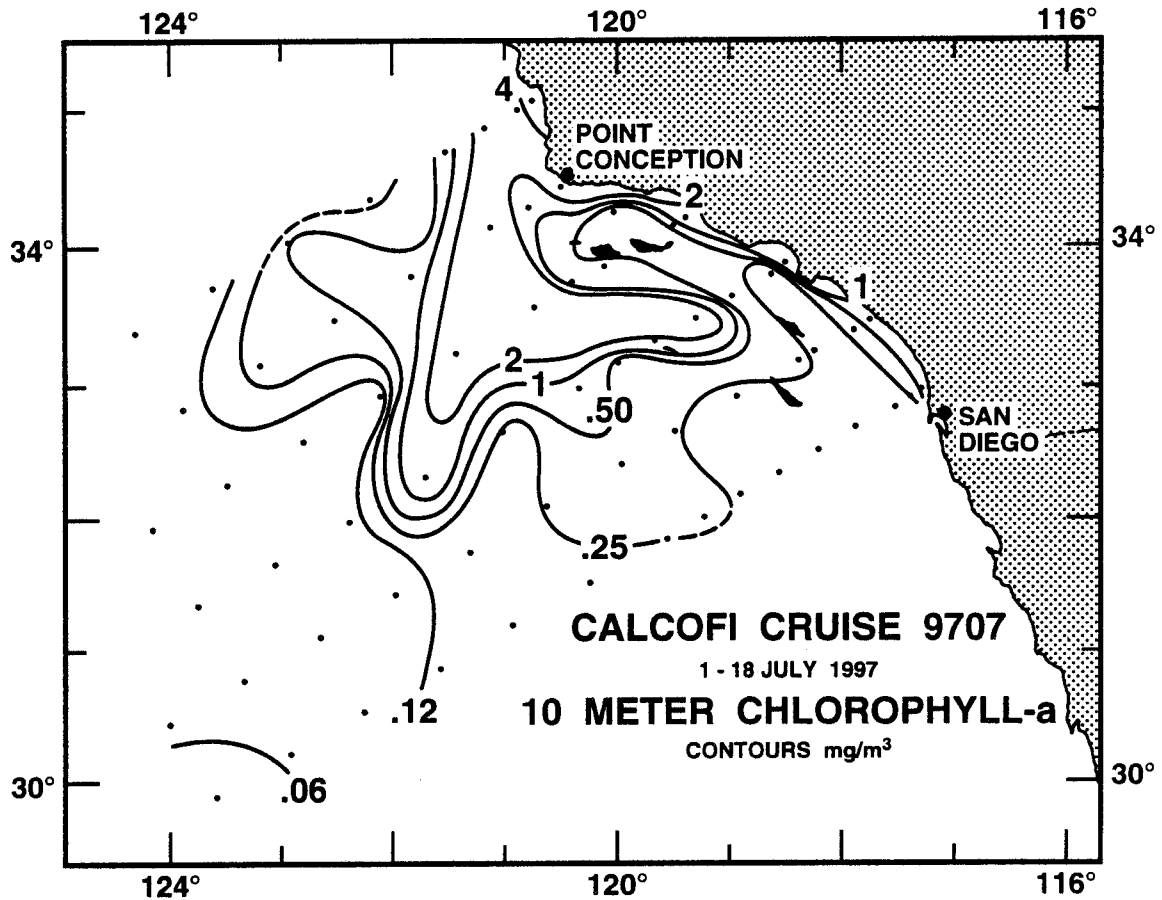 124° 120° 116°
4
POINT
CONCEPTION
2
34° 34°
1
2
1
.50
SAN
DIEGO
.25
CALCOFI CRUISE 9707
1 - 18 JULY 1997
.12
10 METER CHLOROPHYLL-a
CONTOURS mg/m³
30° 30°
.06
124° 120° 116°